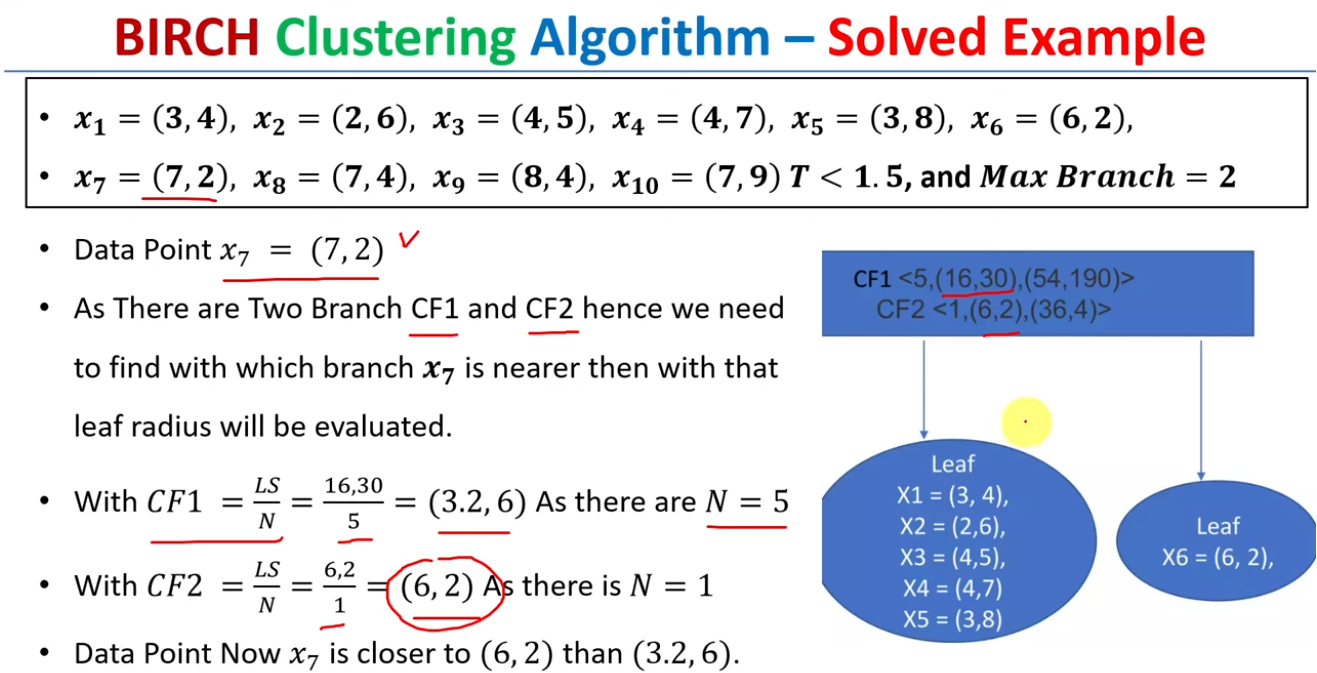 BIRCH Clustering Algorithm – Solved Example
• x₁ = (3, 4), x₂ = (2, 6), x₃ = (4, 5), x₄ = (4, 7), x₅ = (3, 8), x₆ = (6, 2),
• x₇ = (7, 2), x₈ = (7, 4), x₉ = (8, 4), x₁₀ = (7, 9) T < 1. 5, and Max Branch = 2
• Data Point x₇ = (7, 2)
• As There are Two Branch CF1 and CF2 hence we need
to find with which branch x₇ is nearer then with that
leaf radius will be evaluated.
• With CF1 = LS/N = 16,30/5 = (3.2, 6) As there are N = 5
• With CF2 = LS/N = 6,2/1 = (6, 2) As there is N = 1
• Data Point Now x₇ is closer to (6, 2) than (3.2, 6).
CF1 <5,(16,30),(54,190)>
CF2 <1,(6,2),(36,4)>
Leaf
X1 = (3, 4),
X2 = (2,6),
X3 = (4,5),
X4 = (4,7)
X5 = (3,8)
Leaf
X6 = (6, 2),